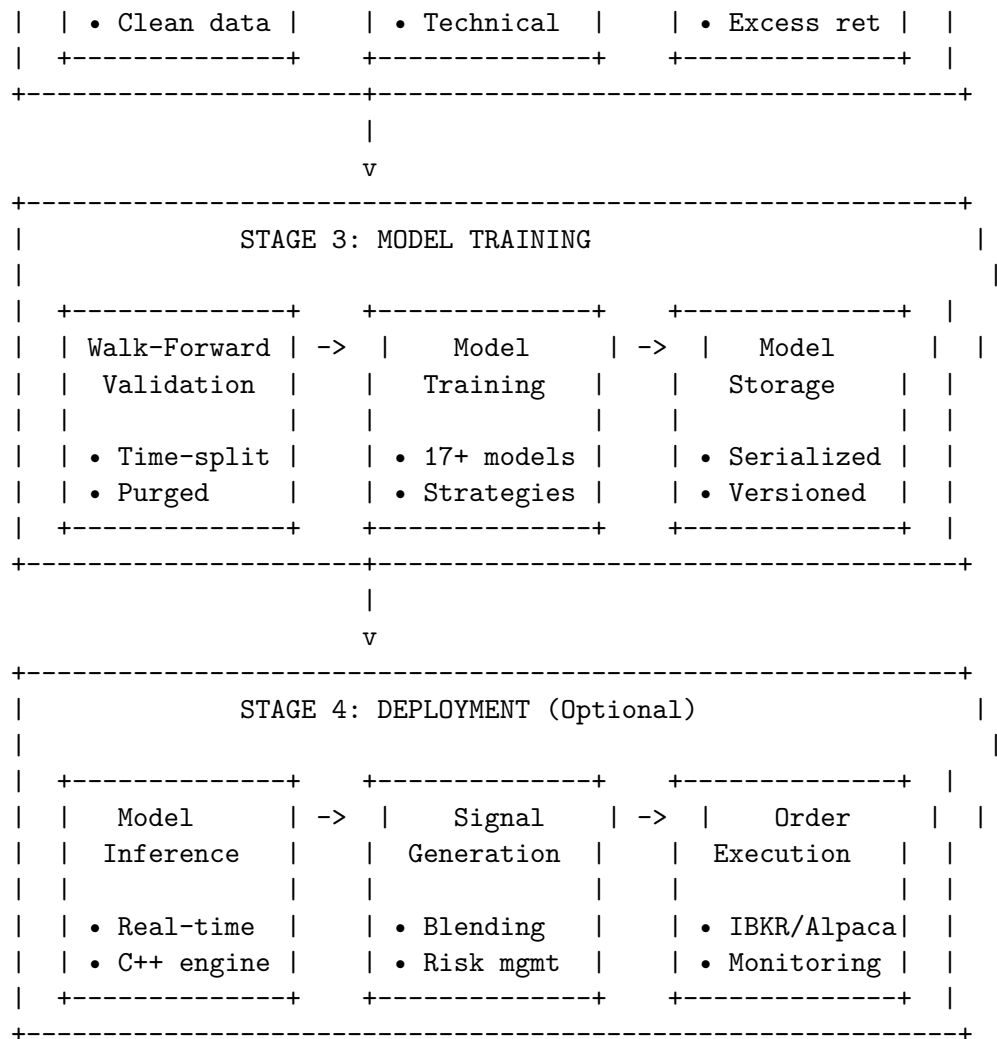 |  | • Clean data |    | • Technical  |    | • Excess ret |  |
|  +--------------+    +--------------+    +--------------+  |
+----------------------+-------------------------------------+
                       |
                       v
+------------------------------------------------------------+
|              STAGE 3: MODEL TRAINING                         |
|                                                               |
|  +--------------+    +--------------+    +--------------+  |
|  | Walk-Forward | ->  |    Model      | ->  |   Model       |  |
|  |  Validation  |    |   Training   |    |   Storage    |  |
|  |              |    |              |    |              |  |
|  | • Time-split |    | • 17+ models |    | • Serialized |  |
|  | • Purged     |    | • Strategies |    | • Versioned  |  |
|  +--------------+    +--------------+    +--------------+  |
+----------------------+-------------------------------------+
                       |
                       v
+------------------------------------------------------------+
|              STAGE 4: DEPLOYMENT (Optional)                  |
|                                                               |
|  +--------------+    +--------------+    +--------------+  |
|  |   Model      | ->  |    Signal     | ->  |    Order      |  |
|  |  Inference   |    |  Generation  |    |  Execution   |  |
|  |              |    |              |    |              |  |
|  | • Real-time  |    | • Blending   |    | • IBKR/Alpaca|  |
|  | • C++ engine |    | • Risk mgmt  |    | • Monitoring |  |
|  +--------------+    +--------------+    +--------------+  |
+------------------------------------------------------------+